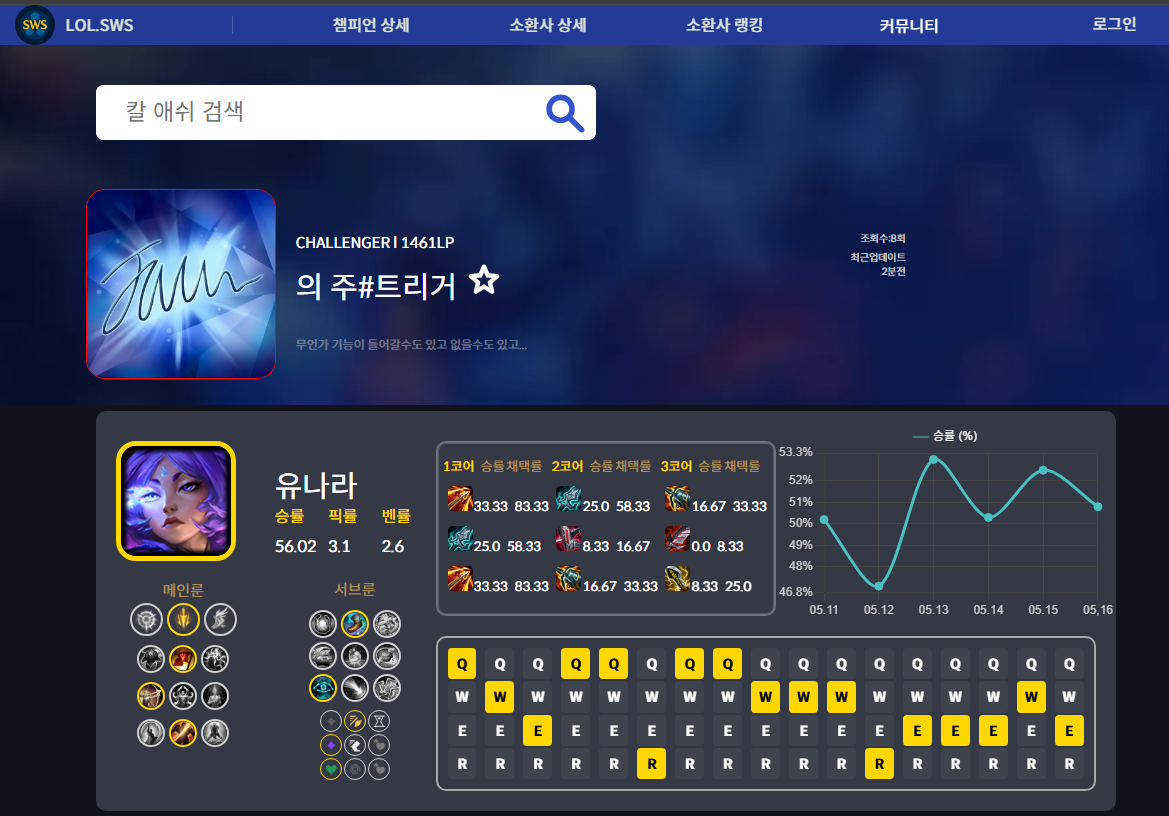 SWS LOL.SWS 챔피언 상세 소환사 상세 소환사 랭킹 커뮤니티 로그인
칼 애쉬 검색
CHALLENGER | 1461LP
의 주#트리거
무언가 기능이 들어갈수도 있고 없을수도 있고...
조회수:8회
최근업데이트
2분전
유나라
승률 픽률 벤률
56.02 3.1 2.6
메인룬 서브룬
1코어 승률 채택률 2코어 승률 채택률 3코어 승률 채택률
33.33 83.33 25.0 58.33 16.67 33.33
25.0 58.33 8.33 16.67 0.0 8.33
33.33 83.33 16.67 33.33 8.33 25.0
승률 (%)
53.3%
52%
51%
50%
49%
48%
46.8%
05.11 05.12 05.13 05.14 05.15 05.16
Q Q Q Q Q Q Q Q Q Q Q Q Q Q Q Q Q
W W W W W W W W W W W W W W W W W
E E E E E E E E E E E E E E E E E
R R R R R R R R R R R R R R R R R